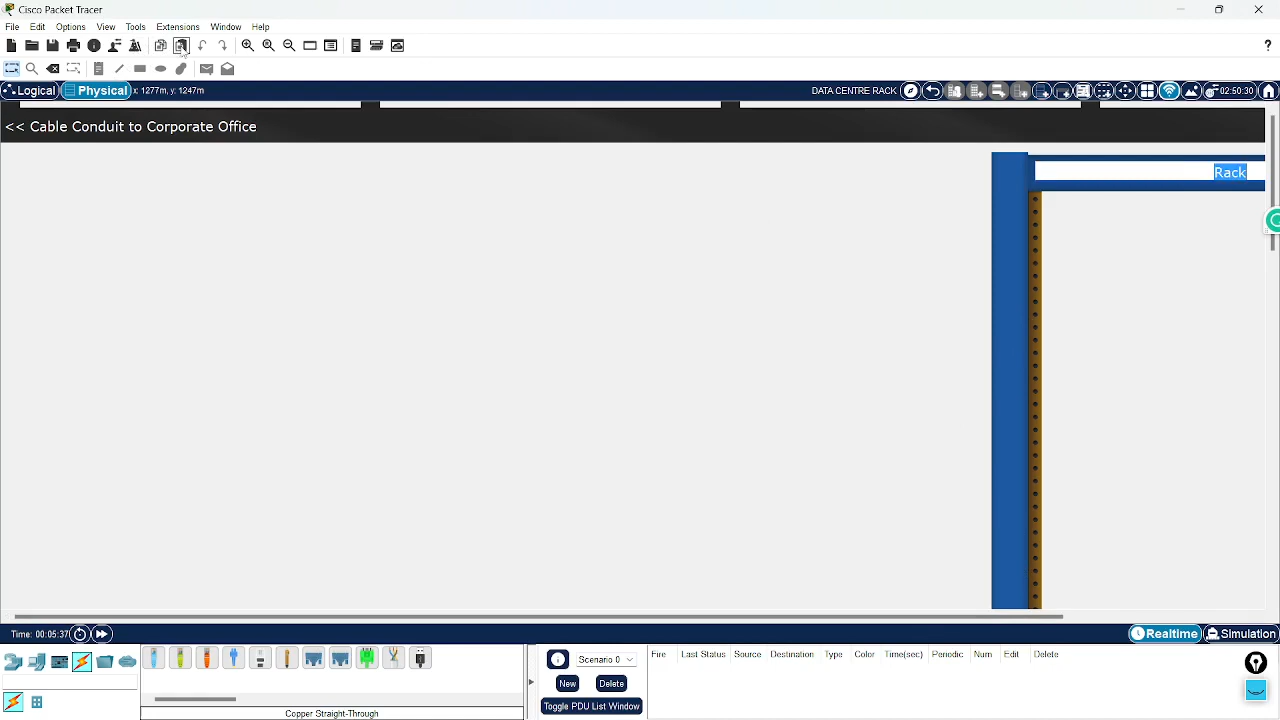 Cisco Packet Tracer
File Edit Options View Tools Extensions Window Help
?
Logical Physical x: 1277m, y: 1247m DATA CENTRE RACK 02:50:30
<< Cable Conduit to Corporate Office
Rack
Time: 00:05:37 Realtime Simulation
Scenario 0 Fire Last Status Source Destination Type Color Time(sec) Periodic Num Edit Delete
New Delete
Toggle PDU List Window
Copper Straight-Through